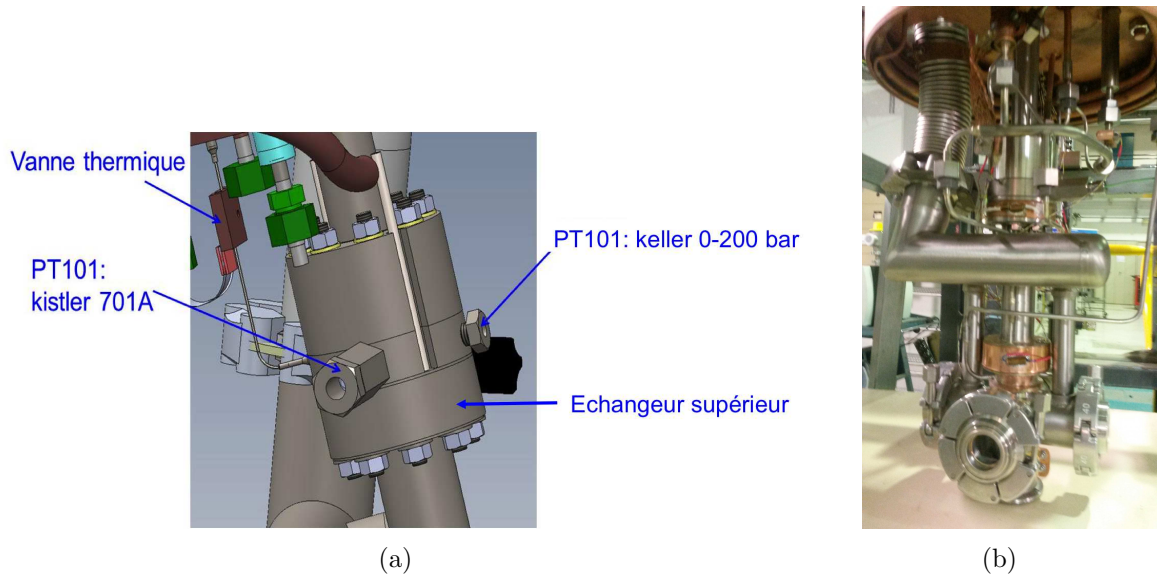 Vanne thermique
PT101: keller 0-200 bar
PT101:
kistler 701A
Echangeur supérieur
(a)
(b)